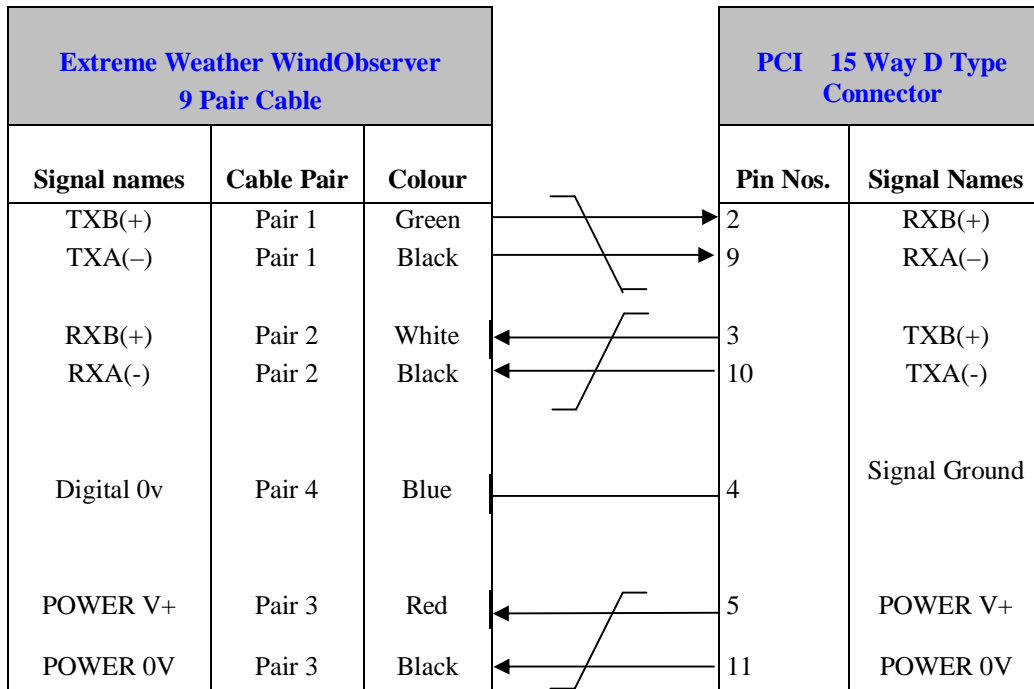 Extreme Weather WindObserver
9 Pair Cable
PCI 15 Way D Type
Connector
Signal names Cable Pair Colour Pin Nos. Signal Names
TXB(+) Pair 1 Green 2 RXB(+)
TXA(–) Pair 1 Black 9 RXA(–)
RXB(+) Pair 2 White 3 TXB(+)
RXA(-) Pair 2 Black 10 TXA(-)
Digital 0v Pair 4 Blue 4 Signal Ground
POWER V+ Pair 3 Red 5 POWER V+
POWER 0V Pair 3 Black 11 POWER 0V